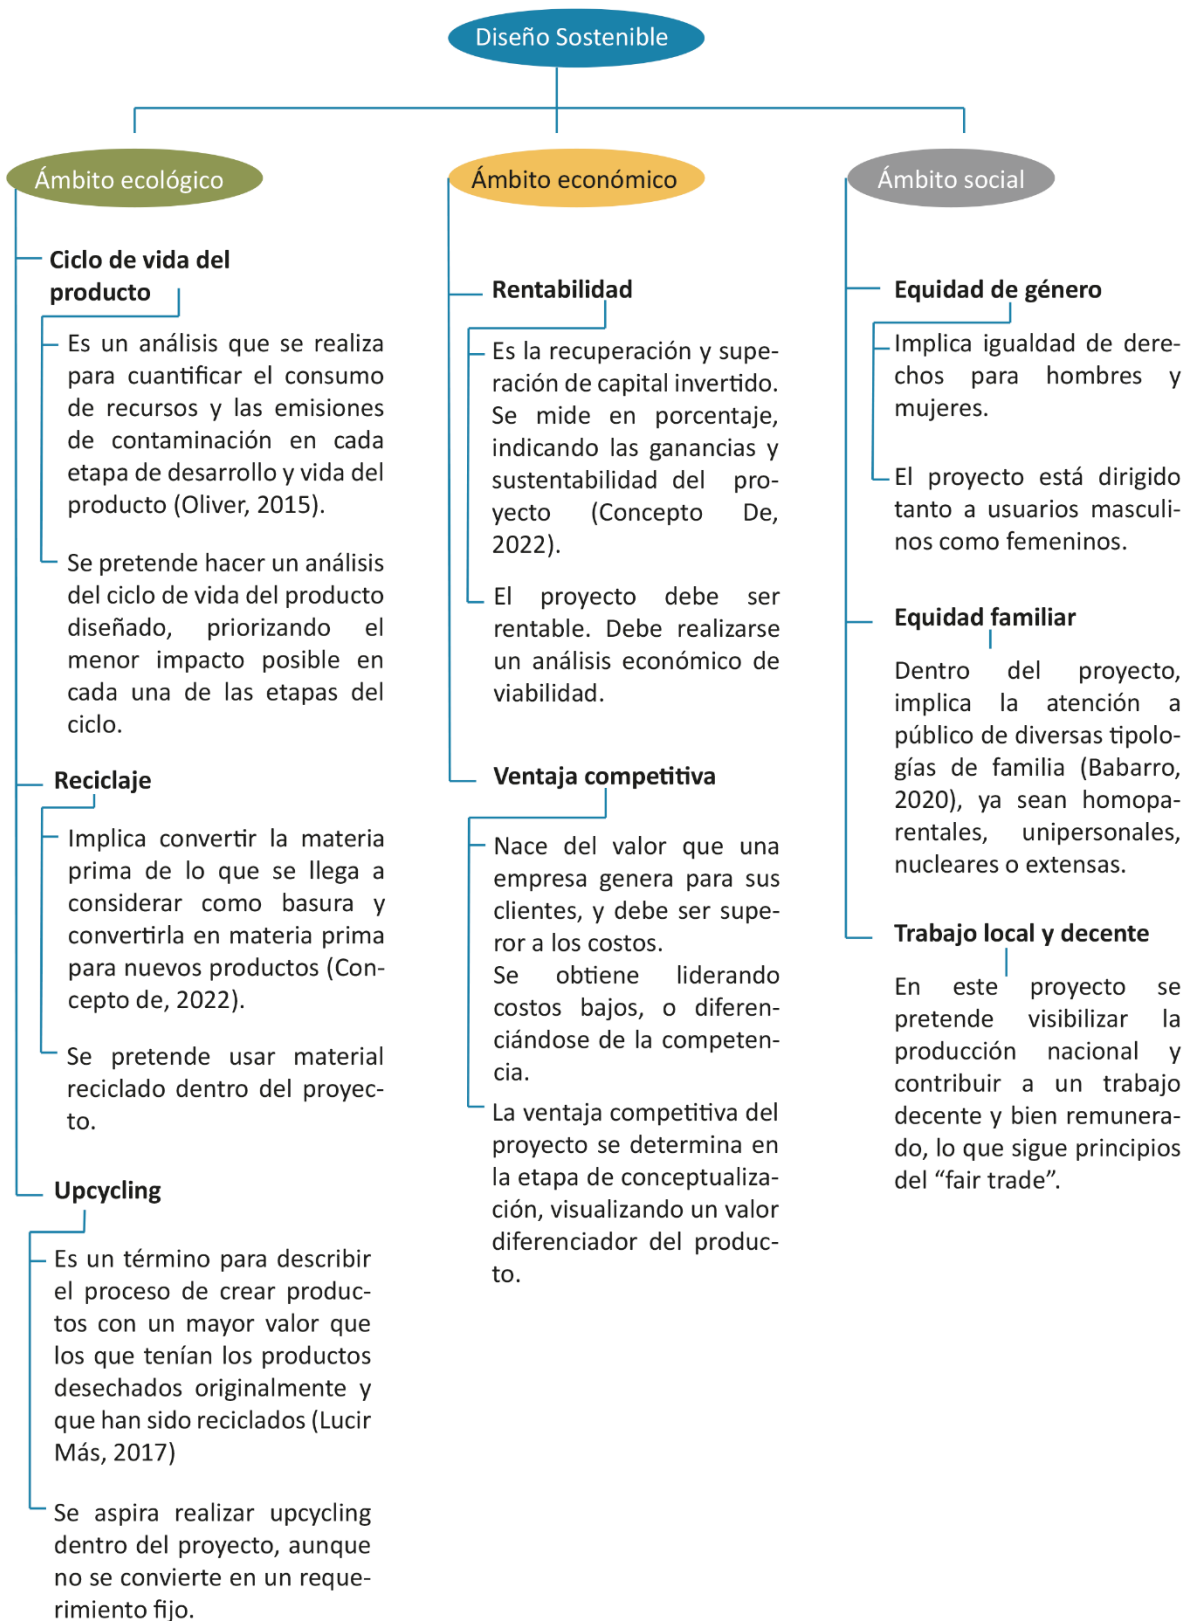 Diseño Sostenible
Ámbito ecológico
Ciclo de vida del
producto
Es un análisis que se realiza
para cuantificar el consumo
de recursos y las emisiones
de contaminación en cada
etapa de desarrollo y vida del
producto (Oliver, 2015).
Se pretende hacer un análisis
del ciclo de vida del producto
diseñado, priorizando el
menor impacto posible en
cada una de las etapas del
ciclo.
Reciclaje
Implica convertir la materia
prima de lo que se llega a
considerar como basura y
convertirla en materia prima
para nuevos productos (Con-
cepto de, 2022).
Se pretende usar material
reciclado dentro del proyec-
to.
Upcycling
Es un término para describir
el proceso de crear produc-
tos con un mayor valor que
los que tenían los productos
desechados originalmente y
que han sido reciclados (Lucir
Más, 2017)
Se aspira realizar upcycling
dentro del proyecto, aunque
no se convierte en un reque-
rimiento fijo.
Ámbito económico
Rentabilidad
Es la recuperación y supe-
ración de capital invertido.
Se mide en porcentaje,
indicando las ganancias y
sustentabilidad del pro-
yecto (Concepto De,
2022).
El proyecto debe ser
rentable. Debe realizarse
un análisis económico de
viabilidad.
Ventaja competitiva
Nace del valor que una
empresa genera para sus
clientes, y debe ser supe-
ror a los costos.
Se obtiene liderando
costos bajos, o diferen-
ciándose de la competen-
cia.
La ventaja competitiva del
proyecto se determina en
la etapa de conceptualiza-
ción, visualizando un valor
diferenciador del produc-
to.
Ámbito social
Equidad de género
Implica igualdad de dere-
chos para hombres y
mujeres.
El proyecto está dirigido
tanto a usuarios masculi-
nos como femeninos.
Equidad familiar
Dentro del proyecto,
implica la atención a
público de diversas tipolo-
gías de familia (Babarro,
2020), ya sean homopa-
rentales, unipersonales,
nucleares o extensas.
Trabajo local y decente
En este proyecto se
pretende visibilizar la
producción nacional y
contribuir a un trabajo
decente y bien remunera-
do, lo que sigue principios
del “fair trade”.